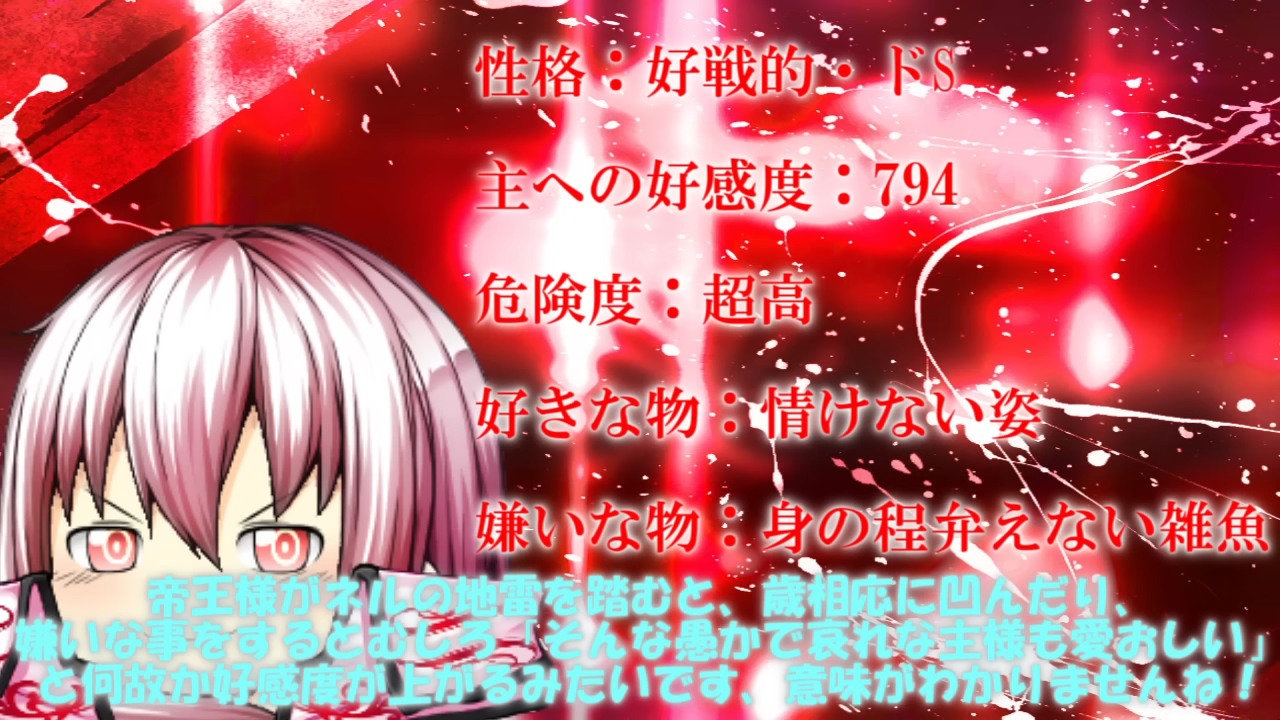 性格：好戦的・ドS
主への好感度：794
危険度：超高
好きな物：情けない姿
嫌いな物：身の程弁えない雑魚
帝王様がネルの地雷を踏むと、歳相応に凹んだり、
嫌いな事をするとむしろ「そんな愚かで哀れな主様も愛おしい」
と何故か好感度が上がるみたいです、意味がわかりませんね！